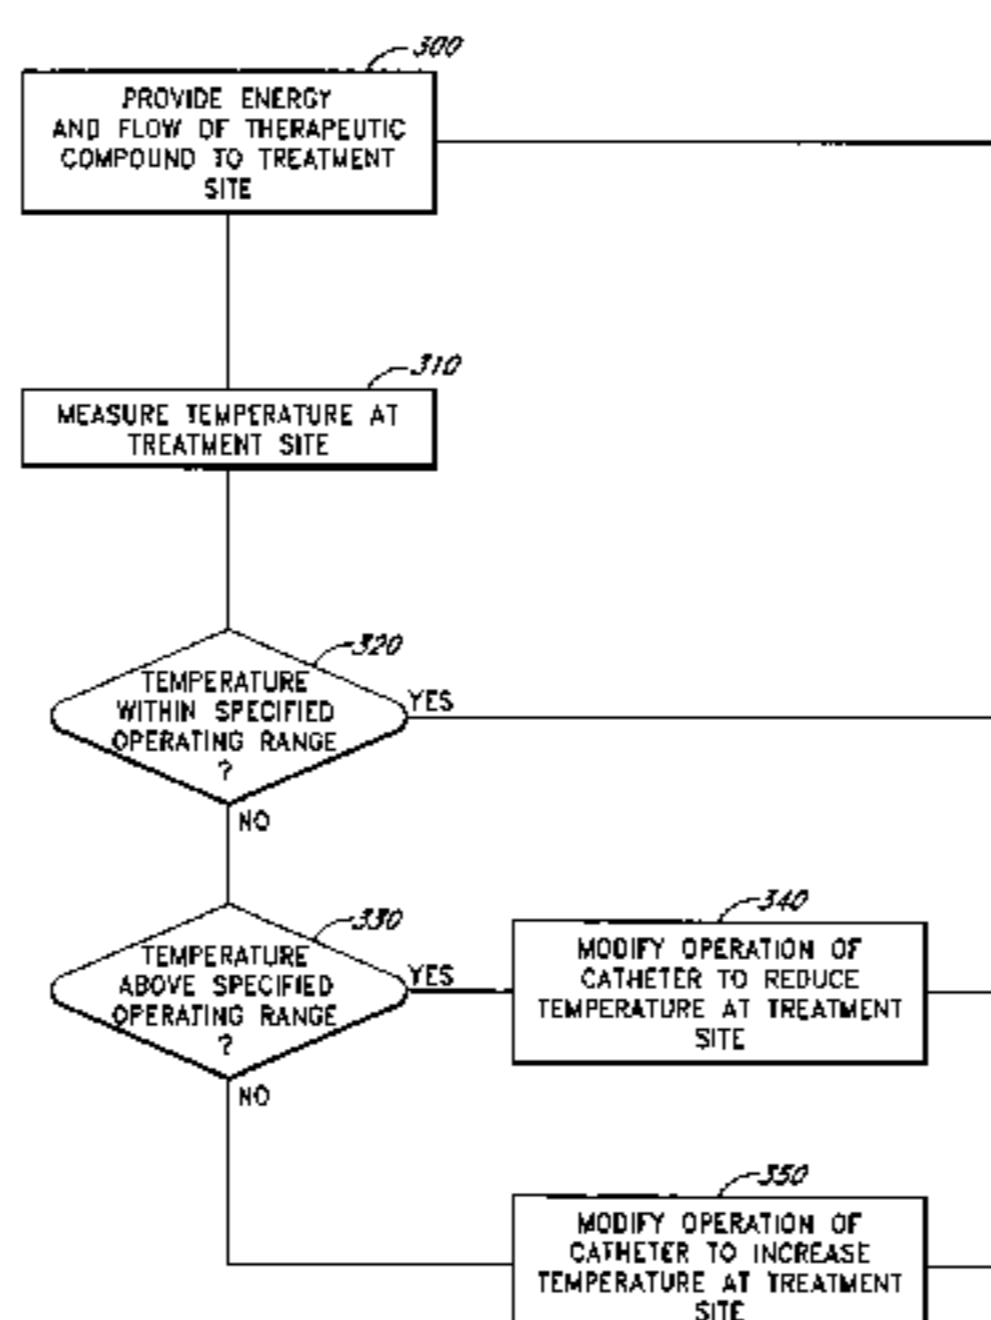 300
PROVIDE ENERGY
AND FLOW OF THERAPEUTIC
COMPOUND TO TREATMENT
SITE
310
MEASURE TEMPERATURE AT
TREATMENT SITE
320
TEMPERATURE
WITHIN SPECIFIED
OPERATING RANGE
?
YES
NO
330
TEMPERATURE
ABOVE SPECIFIED
OPERATING RANGE
?
YES
NO
340
MODIFY OPERATION OF
CATHETER TO REDUCE
TEMPERATURE AT TREATMENT
SITE
350
MODIFY OPERATION OF
CATHETER TO INCREASE
TEMPERATURE AT TREATMENT
SITE